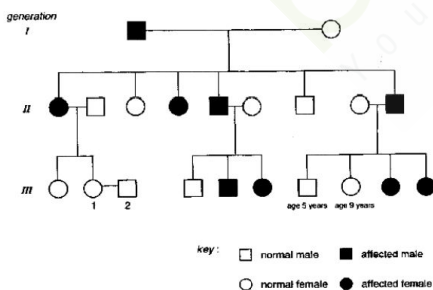 generation
I
II
III
1
2
age 5 years
age 9 years
key :
normal male
affected male
normal female
affected female
You